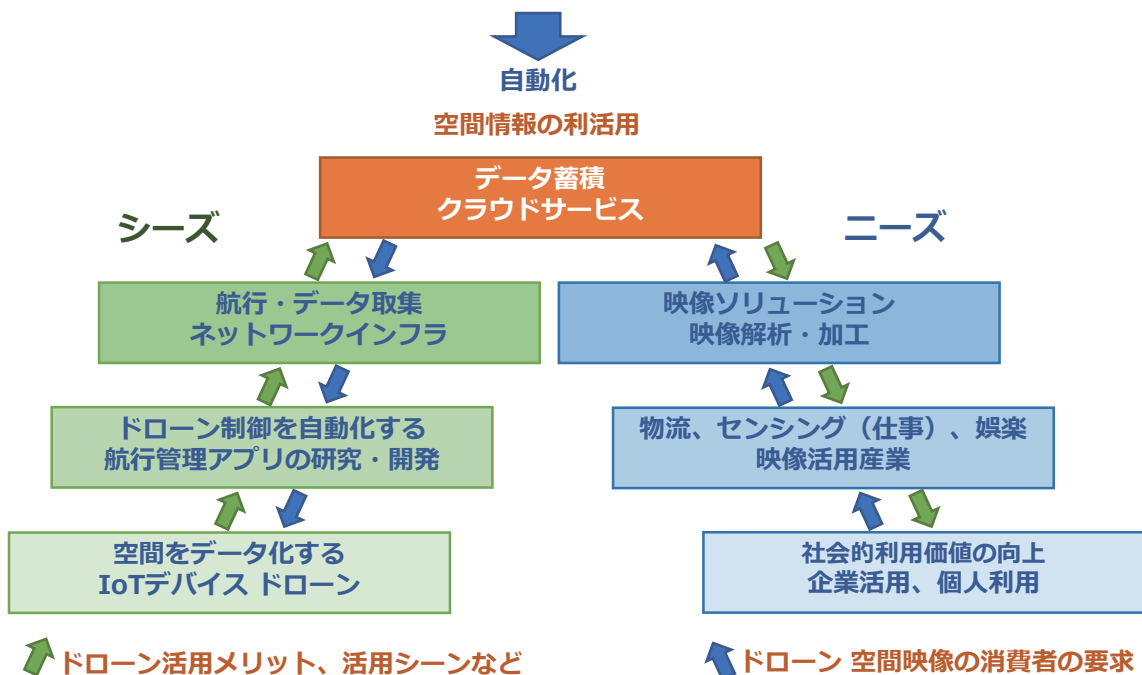 自動化
空間情報の利活用
データ蓄積
クラウドサービス
シーズ
ニーズ
航行・データ取集
ネットワークインフラ
映像ソリューション
映像解析・加工
ドローン制御を自動化する
航行管理アプリの研究・開発
物流、センシング（仕事）、娯楽
映像活用産業
空間をデータ化する
IoTデバイス ドローン
社会的利用価値の向上
企業活用、個人利用
ドローン活用メリット、活用シーンなど
ドローン 空間映像の消費者の要求